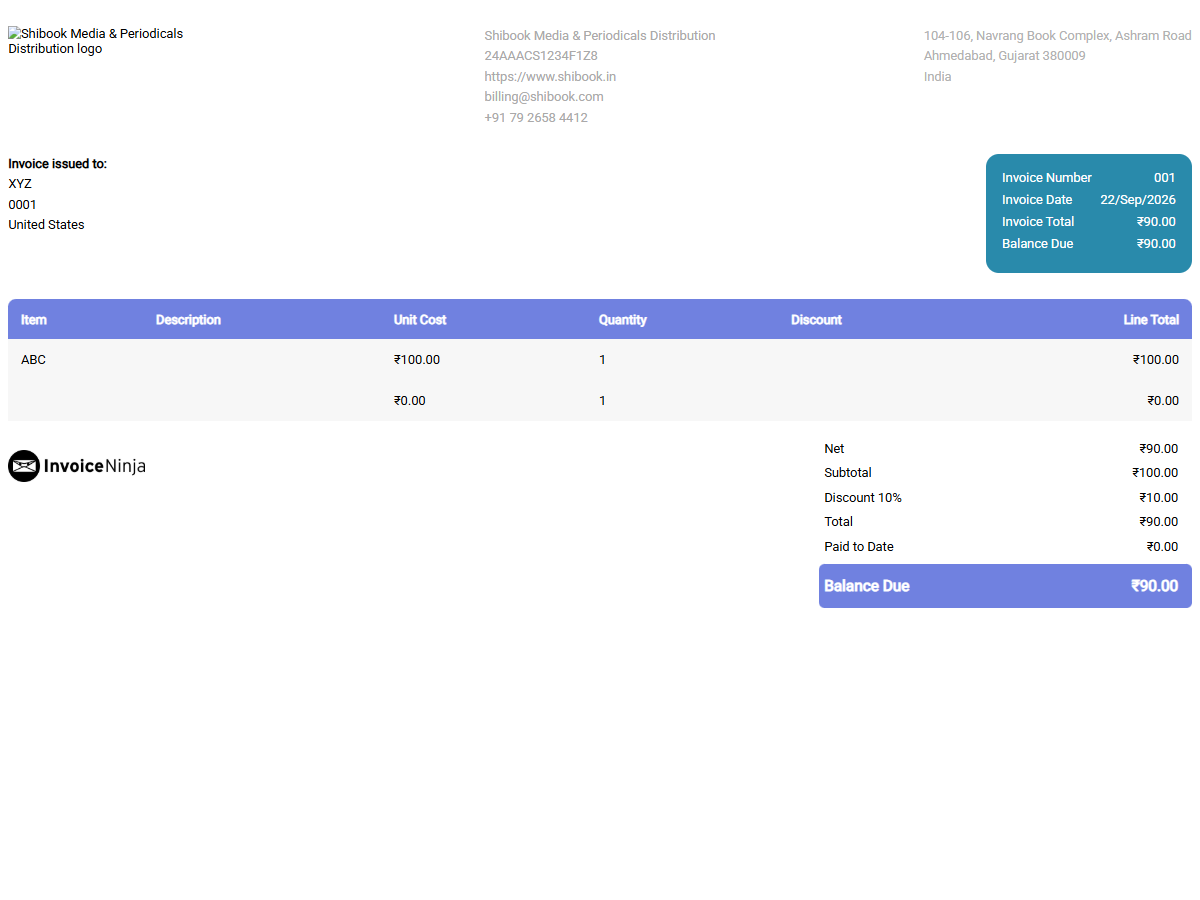 Shibook Media & Periodicals
Distribution logo
Shibook Media & Periodicals Distribution
24AAACS1234F1Z8
https://www.shibook.in
billing@shibook.com
+91 79 2658 4412
104-106, Navrang Book Complex, Ashram Road
Ahmedabad, Gujarat 380009
India
Invoice issued to:
XYZ
0001
United States
Invoice Number 001
Invoice Date 22/Sep/2026
Invoice Total ₹90.00
Balance Due ₹90.00
Item Description Unit Cost Quantity Discount Line Total
ABC ₹100.00 1 ₹100.00
₹0.00 1 ₹0.00
InvoiceNinja
Net ₹90.00
Subtotal ₹100.00
Discount 10% ₹10.00
Total ₹90.00
Paid to Date ₹0.00
Balance Due ₹90.00